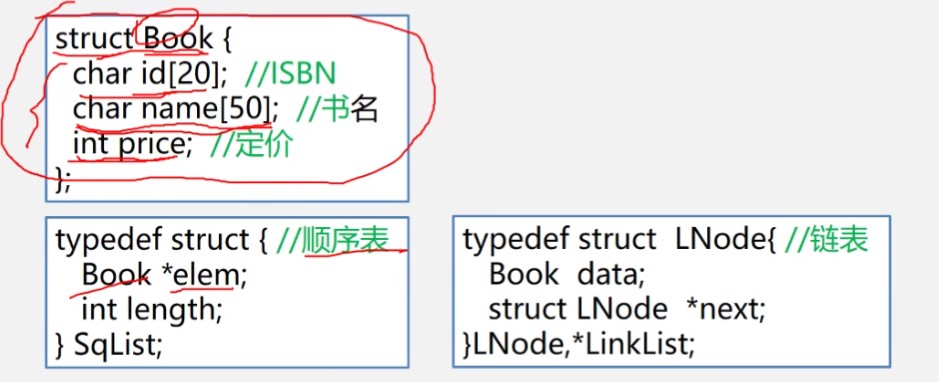 struct Book {
char id[20]; //ISBN
char name[50]; //书名
int price; //定价
};
typedef struct { //顺序表
Book *elem;
int length;
} SqList;
typedef struct LNode{ //链表
Book data;
struct LNode *next;
}LNode,*LinkList;